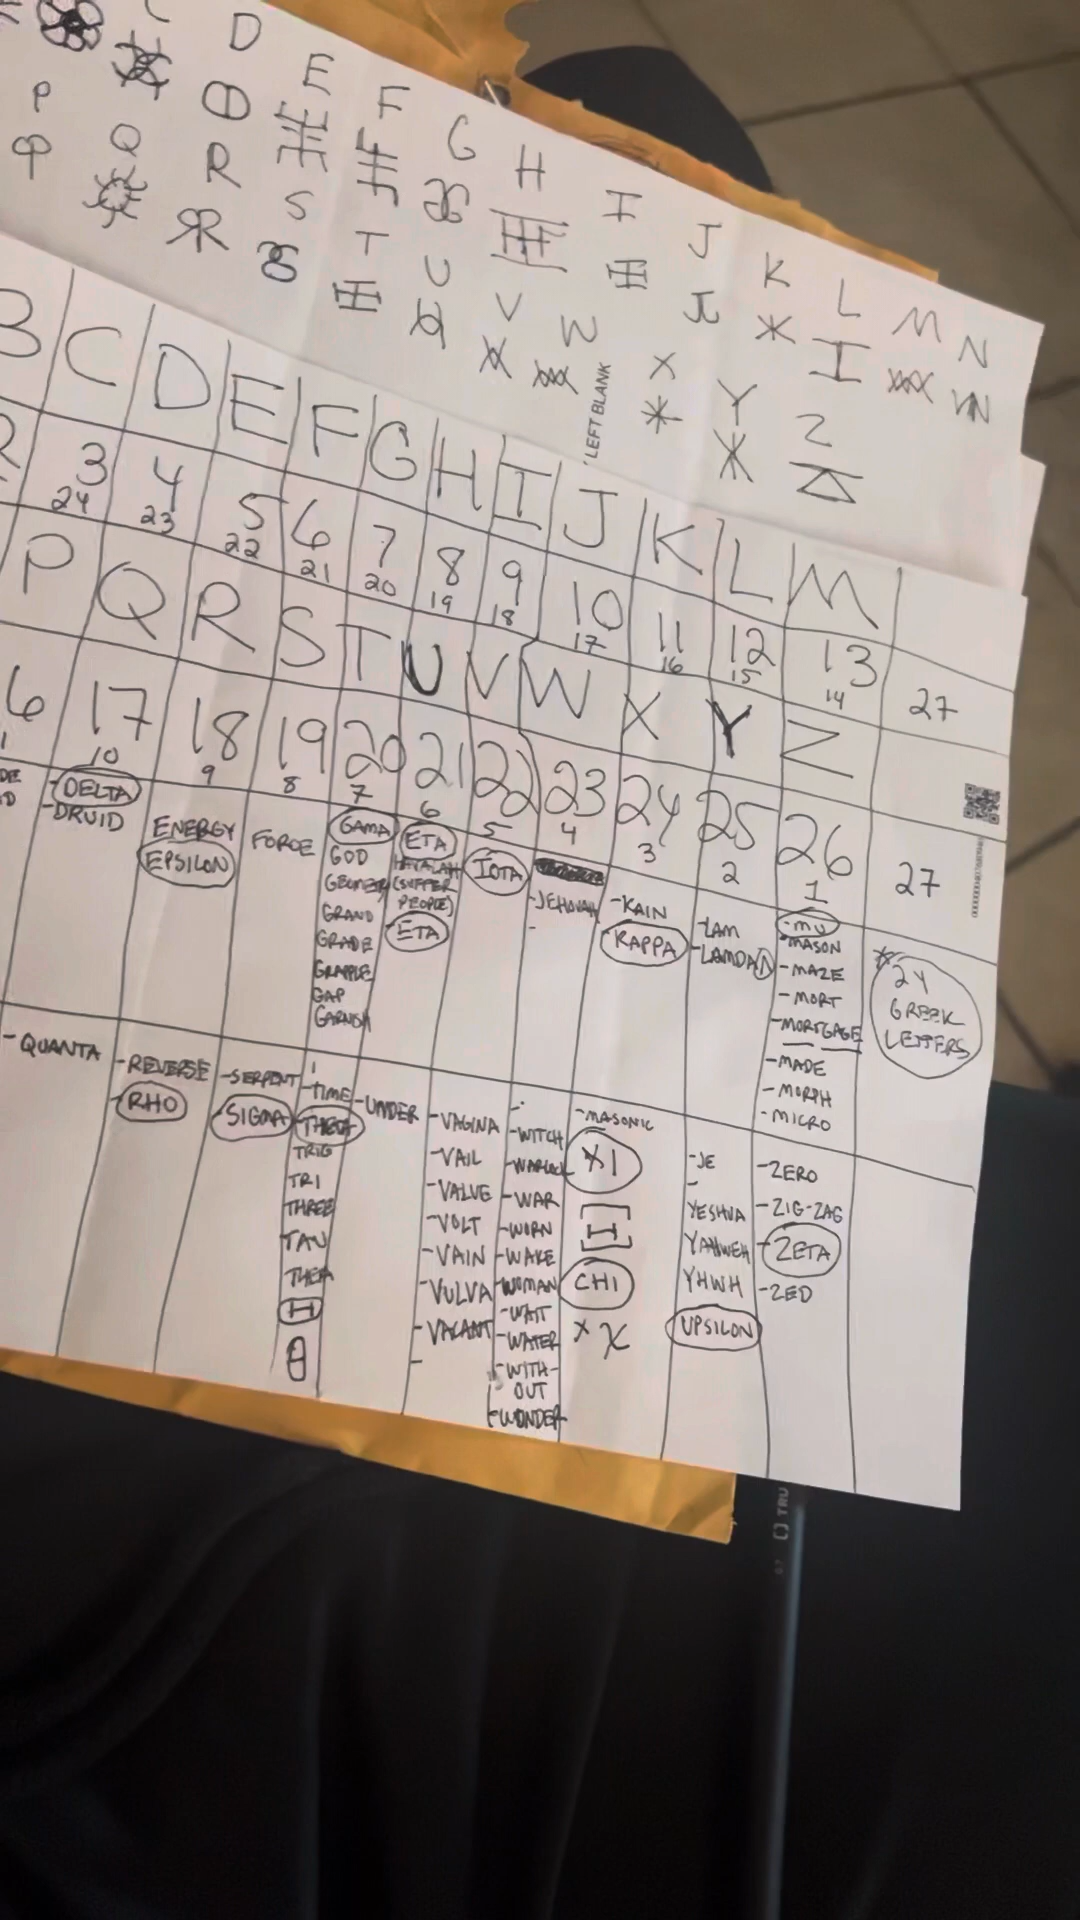 D E F G H I J K L M N
P Q R S T U V W X Y Z
LEFT BLANK
B C D E F G H I J K L M
3 4 5 6 7 8 9 10 11 12 13
24 23 22 21 20 19 18 17 16 15 14 27
P Q R S T U V W X Y Z
17 18 19 20 21 22 23 24 25 26
10 9 8 7 6 5 4 3 2 1 27
- DELTA
- DRUID
ENERGY
EPSILON
FORCE
GAMA
GOD
GRAND
GRADE
GRAPPLE
GAP
GARNISH
ETA
(SUFFER
PEOPLE)
- ETA
IOTA
- JEHOVAH
- KAIN
KAPPA
- LAM
- LAMDA
- MU
MASON
- MAZE
- MORT
- MORTGAGE
- MADE
- MORPH
- MICRO
* 24
GREEK
LETTERS
- QUANTA
- REVERSE
- RHO
- SERPENT
- SIGMA
- TIME
- THETA
TRIG
TRI
THREE
TAU
THETA
H
θ
- UNDER
- VAGINA
- VAIL
- VALUE
- VOLT
- VAIN
- VULVA
- VACANT
- WITCH
- WARLOCK
- WAR
- WORN
- WAKE
- WOMAN
- WAIT
- WATER
- WITH-
OUT
- WONDER
- MASONIC
XI
[I]
CHI
X χ
- JE
YESHUA
YAHWEH
YHWH
UPSILON
- ZERO
- ZIG-ZAG
- ZETA
- ZED